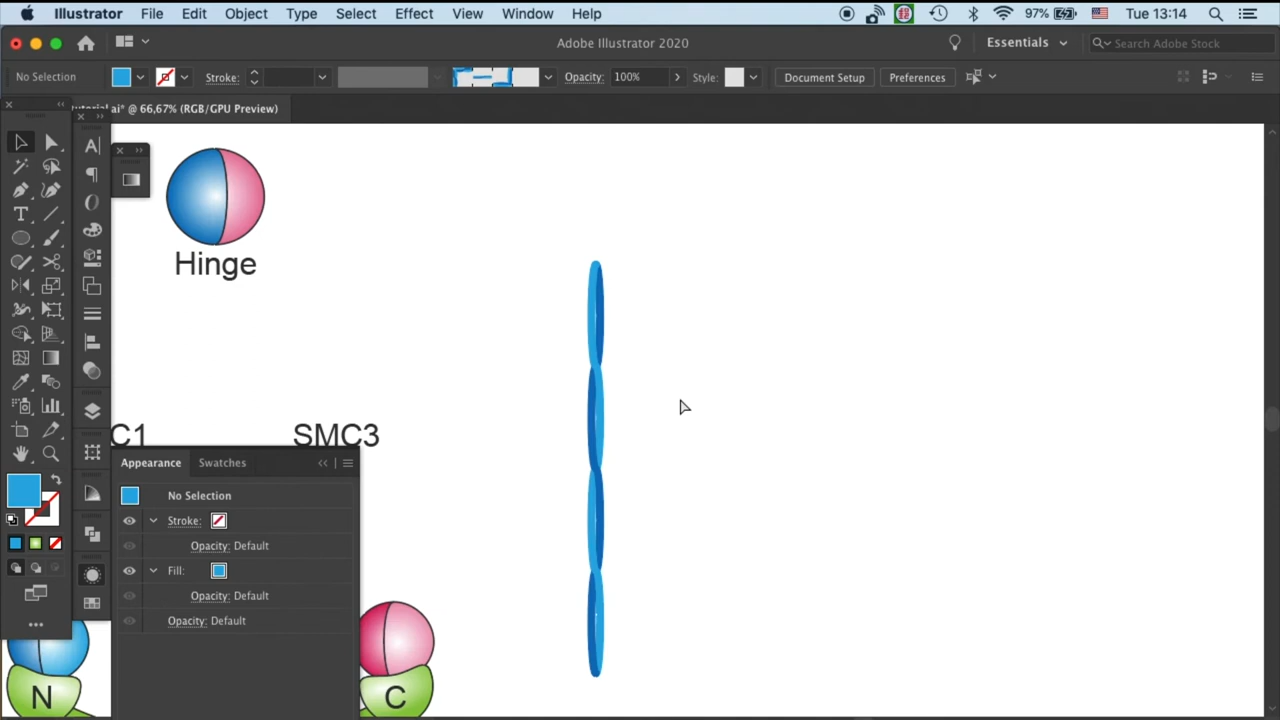 Illustrator File Edit Object Type Select Effect View Window Help
97% Tue 13:14
Adobe Illustrator 2020
Essentials
Search Adobe Stock
No Selection Stroke: Opacity: 100% Style: Document Setup Preferences
utorial.ai* @ 66,67% (RGB/GPU Preview)
Hinge
C1 SMC3
Appearance Swatches
No Selection
Stroke:
Opacity: Default
Fill:
Opacity: Default
Opacity: Default
N C